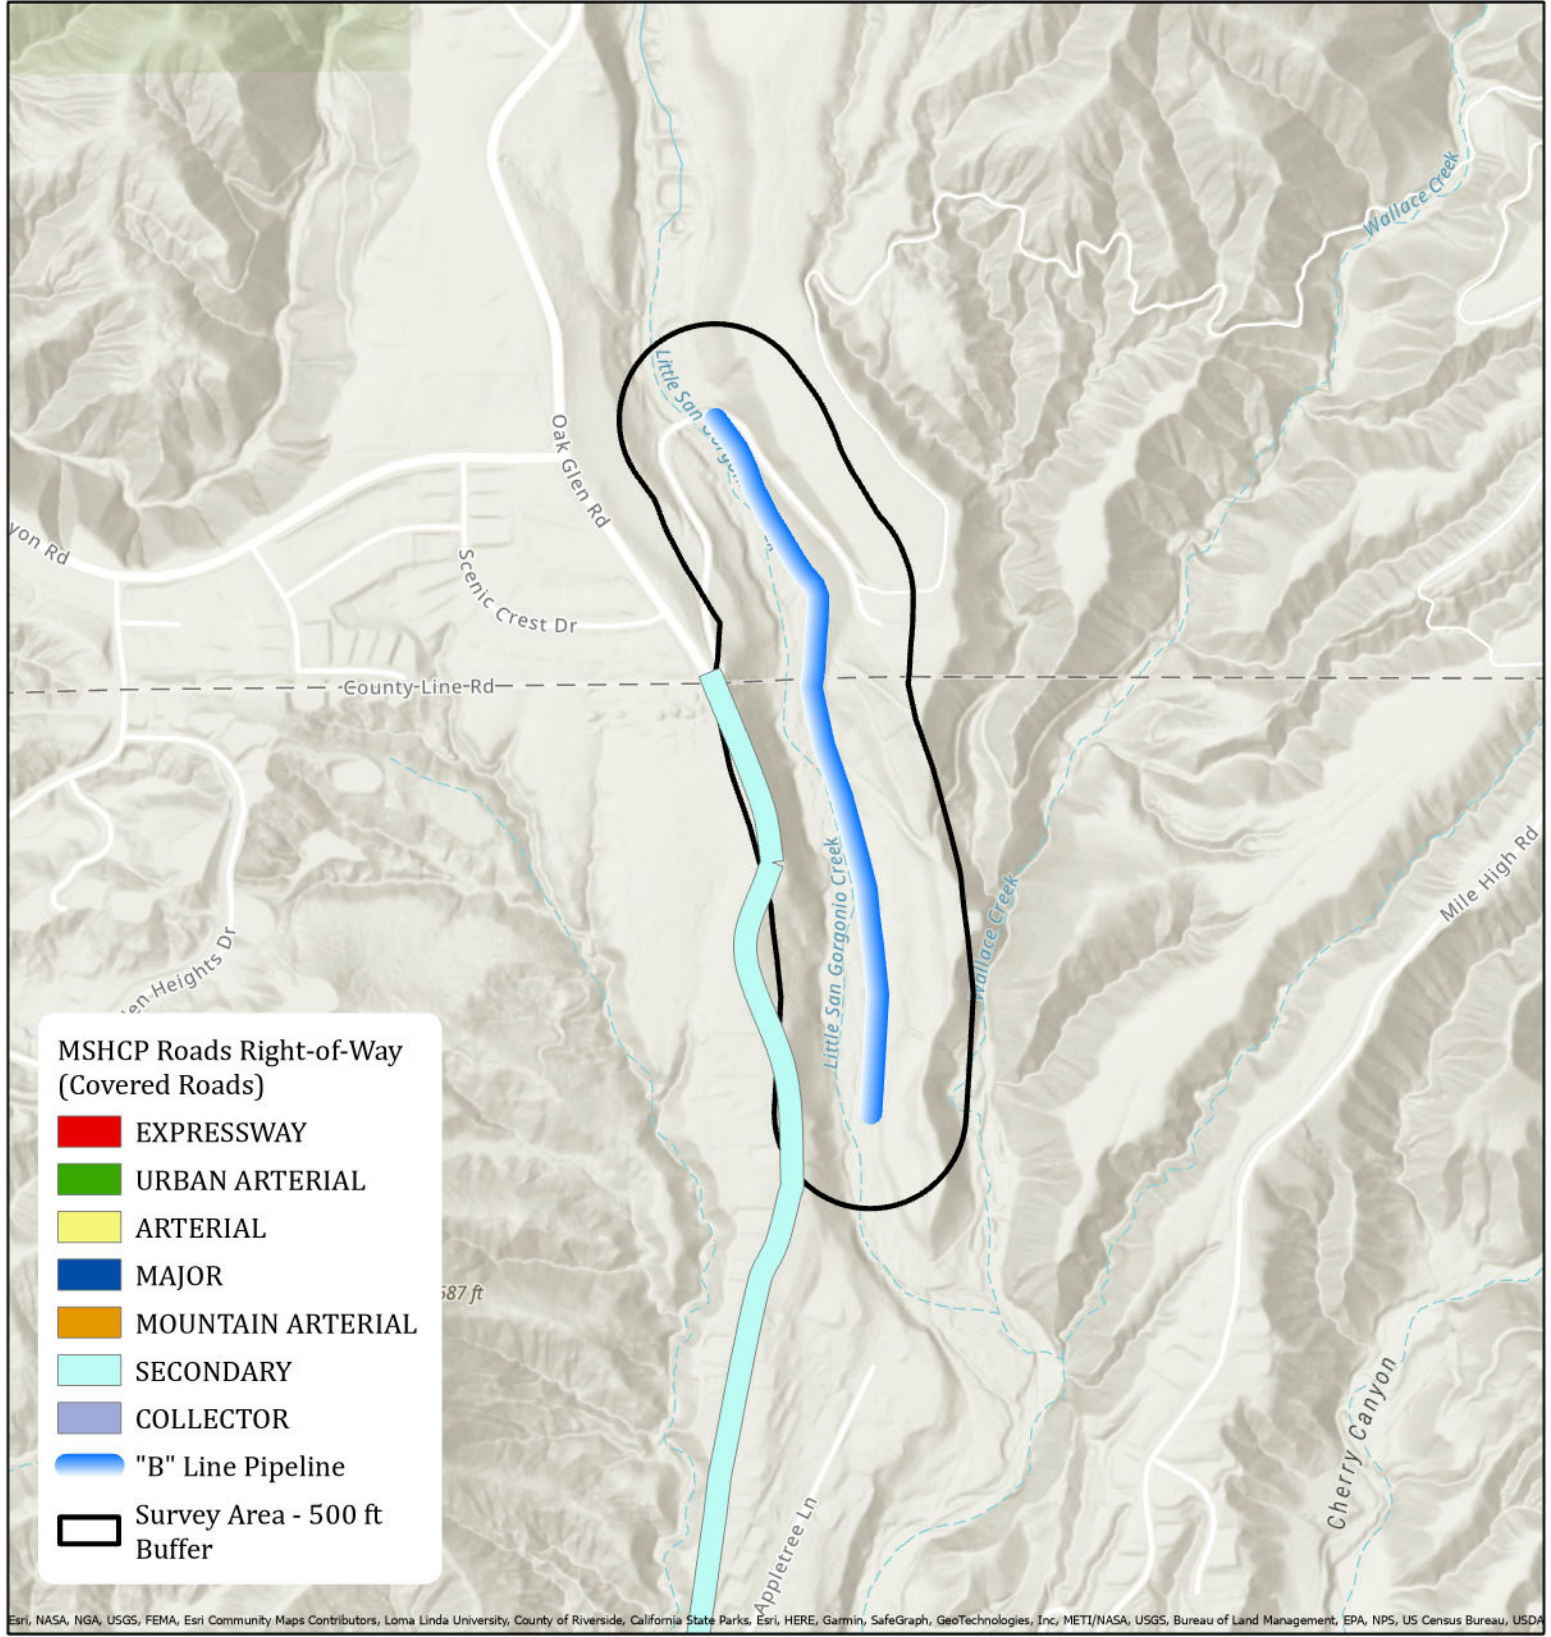 Wallace Creek
Little San
Oak Glen Rd
yon Rd
Scenic Crest Dr
County Line Rd
Little San Gorgonio Creek
Wallace Creek
Mile High Rd
len Heights Dr
MSHCP Roads Right-of-Way
(Covered Roads)
EXPRESSWAY
URBAN ARTERIAL
ARTERIAL
MAJOR
MOUNTAIN ARTERIAL
SECONDARY
COLLECTOR
"B" Line Pipeline
Survey Area - 500 ft
Buffer
587 ft
Cherry Canyon
Appletree Ln
Esri, NASA, NGA, USGS, FEMA, Esri Community Maps Contributors, Loma Linda University, County of Riverside, California State Parks, Esri, HERE, Garmin, SafeGraph, GeoTechnologies, Inc, METI/NASA, USGS, Bureau of Land Management, EPA, NPS, US Census Bureau, USDA